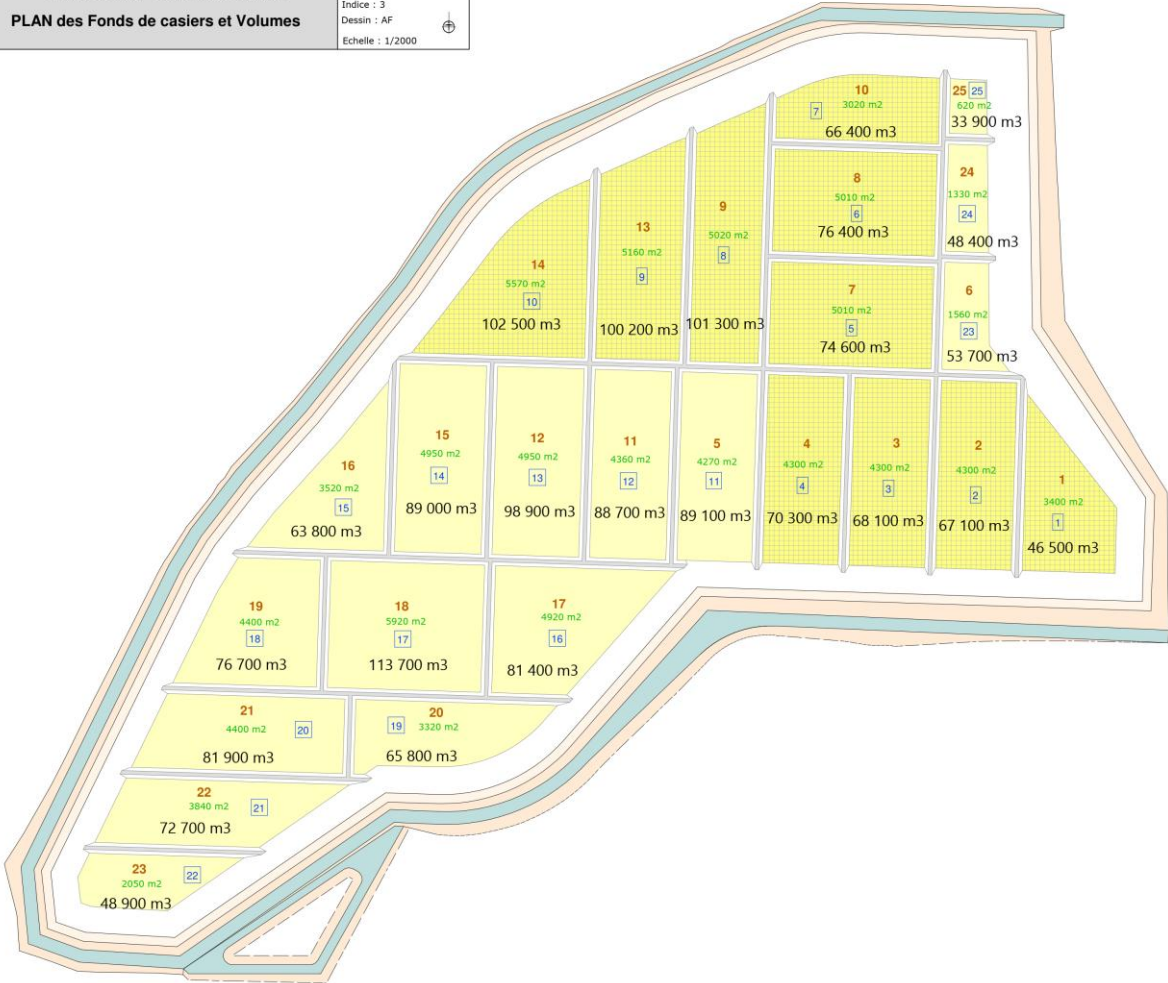 PLAN des Fonds de casiers et Volumes
Indice : 3
Dessin : AF
Echelle : 1/2000
10
3020 m2
7
66 400 m3
25
25
620 m2
33 900 m3
8
5010 m2
6
76 400 m3
24
1330 m2
24
48 400 m3
9
5020 m2
8
101 300 m3
13
5160 m2
9
100 200 m3
14
5570 m2
10
102 500 m3
7
5010 m2
5
74 600 m3
6
1560 m2
23
53 700 m3
16
3520 m2
15
63 800 m3
15
4950 m2
14
89 000 m3
12
4950 m2
13
98 900 m3
11
4360 m2
12
88 700 m3
5
4270 m2
11
89 100 m3
4
4300 m2
4
70 300 m3
3
4300 m2
3
68 100 m3
2
4300 m2
2
67 100 m3
1
3400 m2
1
46 500 m3
19
4400 m2
18
76 700 m3
18
5920 m2
17
113 700 m3
17
4920 m2
16
81 400 m3
21
4400 m2
20
81 900 m3
20
19
3320 m2
65 800 m3
22
3840 m2
21
72 700 m3
23
2050 m2
22
48 900 m3